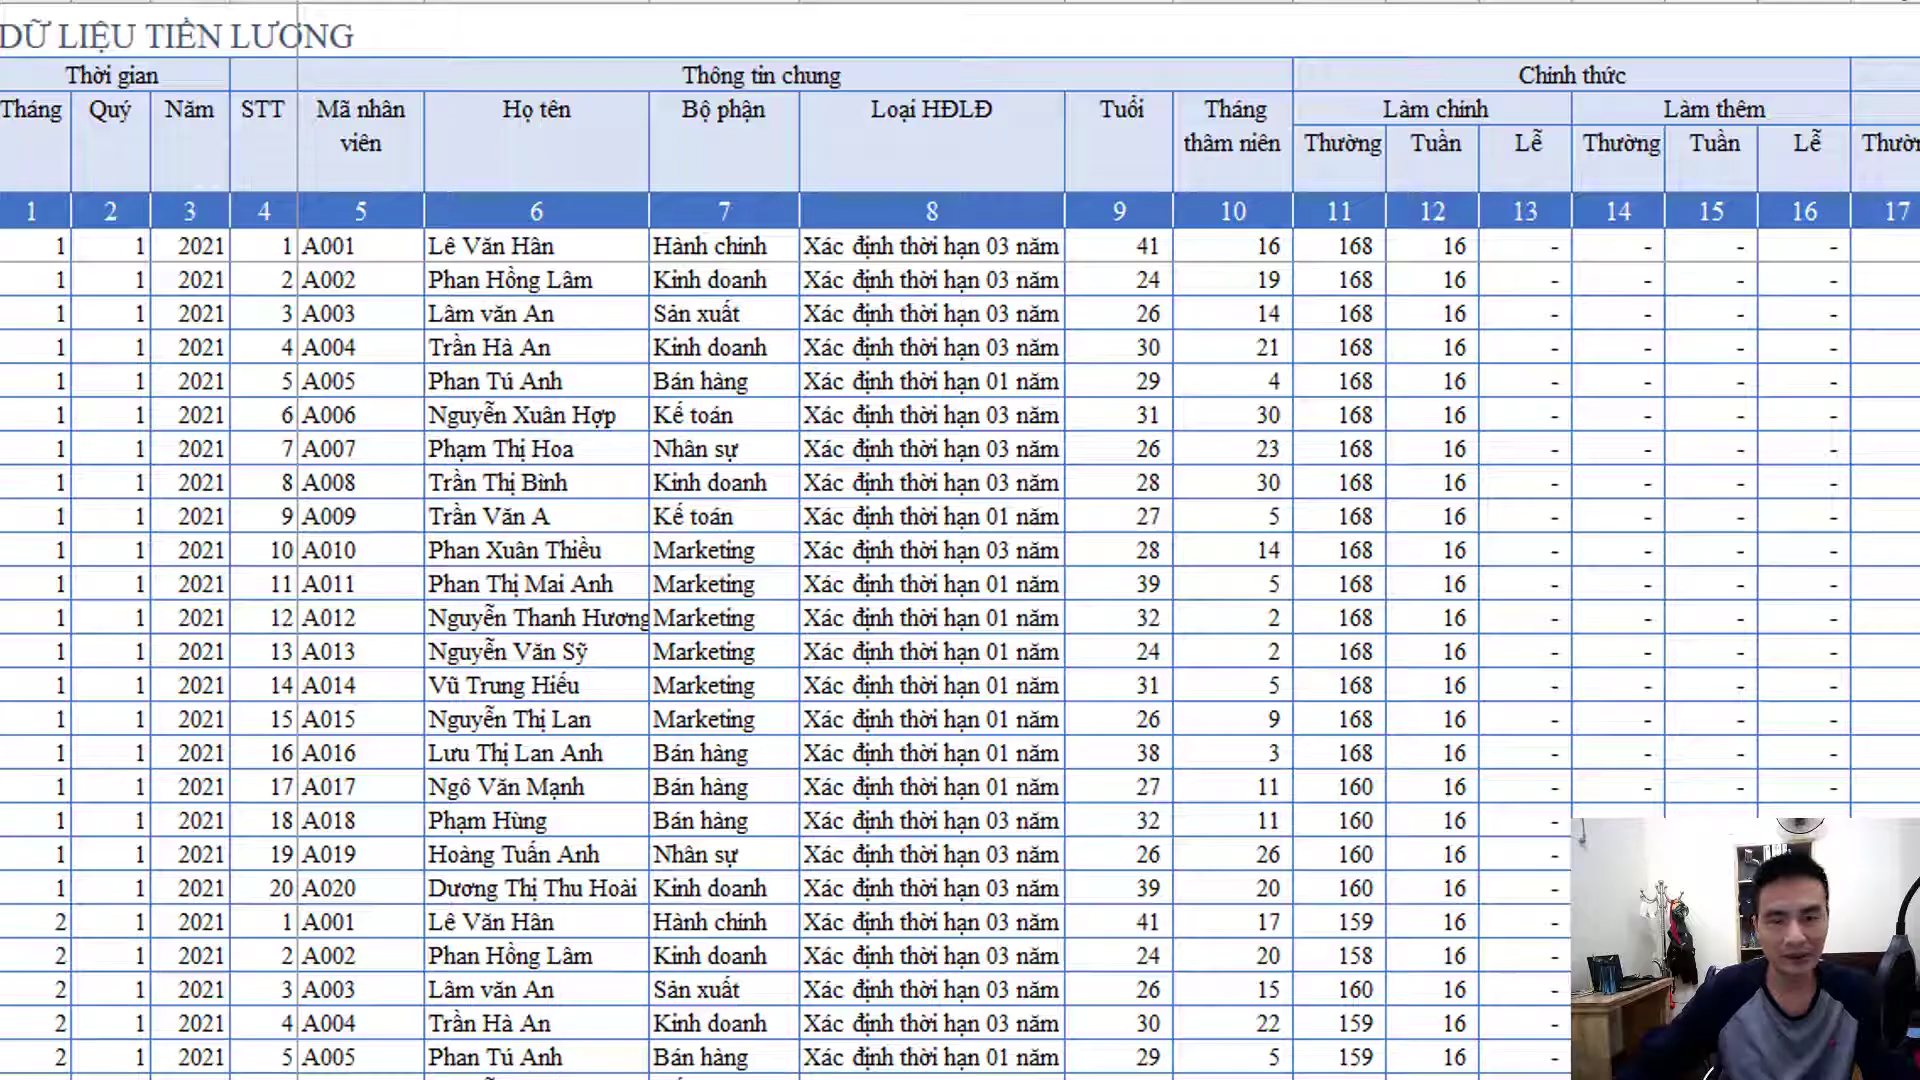 DỮ LIỆU TIỀN LƯƠNG
Thời gian Thông tin chung Chính thức
Tháng Quý Năm STT Mã nhân viên Họ tên Bộ phận Loại HĐLĐ Tuổi Tháng thâm niên Làm chính Làm thêm
Thường Tuần Lễ Thường Tuần Lễ
1 2 3 4 5 6 7 8 9 10 11 12 13 14 15 16 17
1 1 2021 1 A001 Lê Văn Hân Hành chính Xác định thời hạn 03 năm 41 16 168 16 - - - -
1 1 2021 2 A002 Phan Hồng Lâm Kinh doanh Xác định thời hạn 03 năm 24 19 168 16 - - - -
1 1 2021 3 A003 Lâm văn An Sản xuất Xác định thời hạn 03 năm 26 14 168 16 - - - -
1 1 2021 4 A004 Trần Hà An Kinh doanh Xác định thời hạn 03 năm 30 21 168 16 - - - -
1 1 2021 5 A005 Phan Tú Anh Bán hàng Xác định thời hạn 01 năm 29 4 168 16 - - - -
1 1 2021 6 A006 Nguyễn Xuân Hợp Kế toán Xác định thời hạn 03 năm 31 30 168 16 - - - -
1 1 2021 7 A007 Phạm Thị Hoa Nhân sự Xác định thời hạn 03 năm 26 23 168 16 - - - -
1 1 2021 8 A008 Trần Thị Bình Kinh doanh Xác định thời hạn 03 năm 28 30 168 16 - - - -
1 1 2021 9 A009 Trần Văn A Kế toán Xác định thời hạn 01 năm 27 5 168 16 - - - -
1 1 2021 10 A010 Phan Xuân Thiều Marketing Xác định thời hạn 03 năm 28 14 168 16 - - - -
1 1 2021 11 A011 Phan Thị Mai Anh Marketing Xác định thời hạn 01 năm 39 5 168 16 - - - -
1 1 2021 12 A012 Nguyễn Thanh Hương Marketing Xác định thời hạn 01 năm 32 2 168 16 - - - -
1 1 2021 13 A013 Nguyễn Văn Sỹ Marketing Xác định thời hạn 01 năm 24 2 168 16 - - - -
1 1 2021 14 A014 Vũ Trung Hiếu Marketing Xác định thời hạn 01 năm 31 5 168 16 - - - -
1 1 2021 15 A015 Nguyễn Thị Lan Marketing Xác định thời hạn 01 năm 26 9 168 16 - - - -
1 1 2021 16 A016 Lưu Thị Lan Anh Bán hàng Xác định thời hạn 01 năm 38 3 168 16 - - - -
1 1 2021 17 A017 Ngô Văn Mạnh Bán hàng Xác định thời hạn 01 năm 27 11 160 16 - - - -
1 1 2021 18 A018 Phạm Hùng Bán hàng Xác định thời hạn 03 năm 32 11 160 16 -
1 1 2021 19 A019 Hoàng Tuấn Anh Nhân sự Xác định thời hạn 03 năm 26 26 160 16 -
1 1 2021 20 A020 Dương Thị Thu Hoài Kinh doanh Xác định thời hạn 03 năm 39 20 160 16 -
2 1 2021 1 A001 Lê Văn Hân Hành chính Xác định thời hạn 03 năm 41 17 159 16 -
2 1 2021 2 A002 Phan Hồng Lâm Kinh doanh Xác định thời hạn 03 năm 24 20 158 16 -
2 1 2021 3 A003 Lâm văn An Sản xuất Xác định thời hạn 03 năm 26 15 160 16 -
2 1 2021 4 A004 Trần Hà An Kinh doanh Xác định thời hạn 03 năm 30 22 159 16 -
2 1 2021 5 A005 Phan Tú Anh Bán hàng Xác định thời hạn 01 năm 29 5 159 16 -